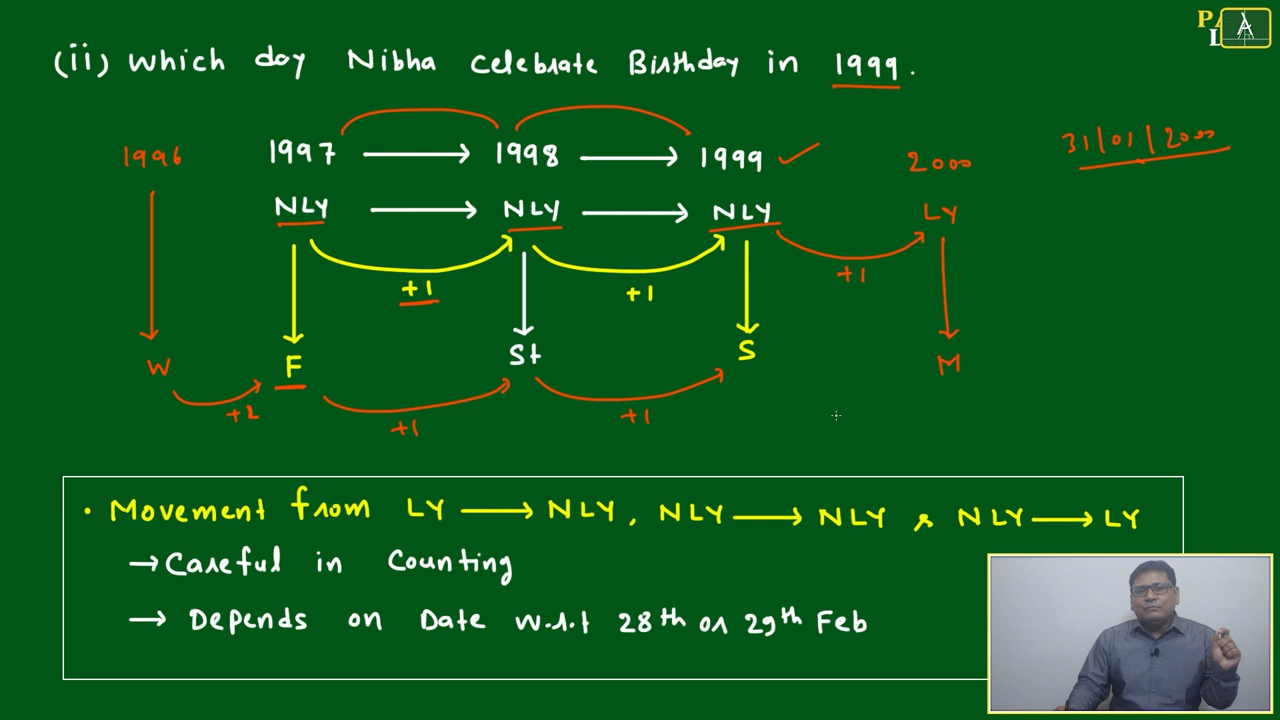 (ii) Which day Nibha Celebrate Birthday in 1999.
1996 1997 → 1998 → 1999 ✓ 2000 31/01/2000
NLY → NLY → NLY LY
+1 +1 +1
W F St S M
+2 +1 +1
• Movement from LY → NLY, NLY → NLY & NLY → LY
→ Careful in Counting
→ Depends on Date w.r.t 28th or 29th Feb